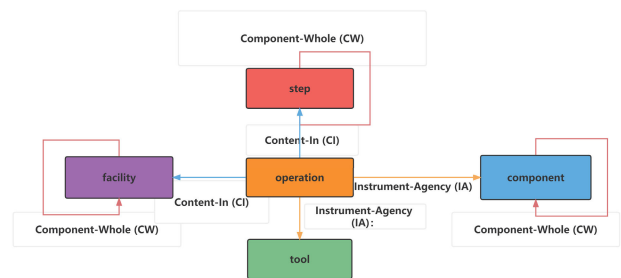 Component-Whole (CW)
step
Content-In (CI)
facility
operation
component
Instrument-Agency (IA)
Content-In (CI)
Instrument-Agency
(IA):
Component-Whole (CW)
Component-Whole (CW)
tool